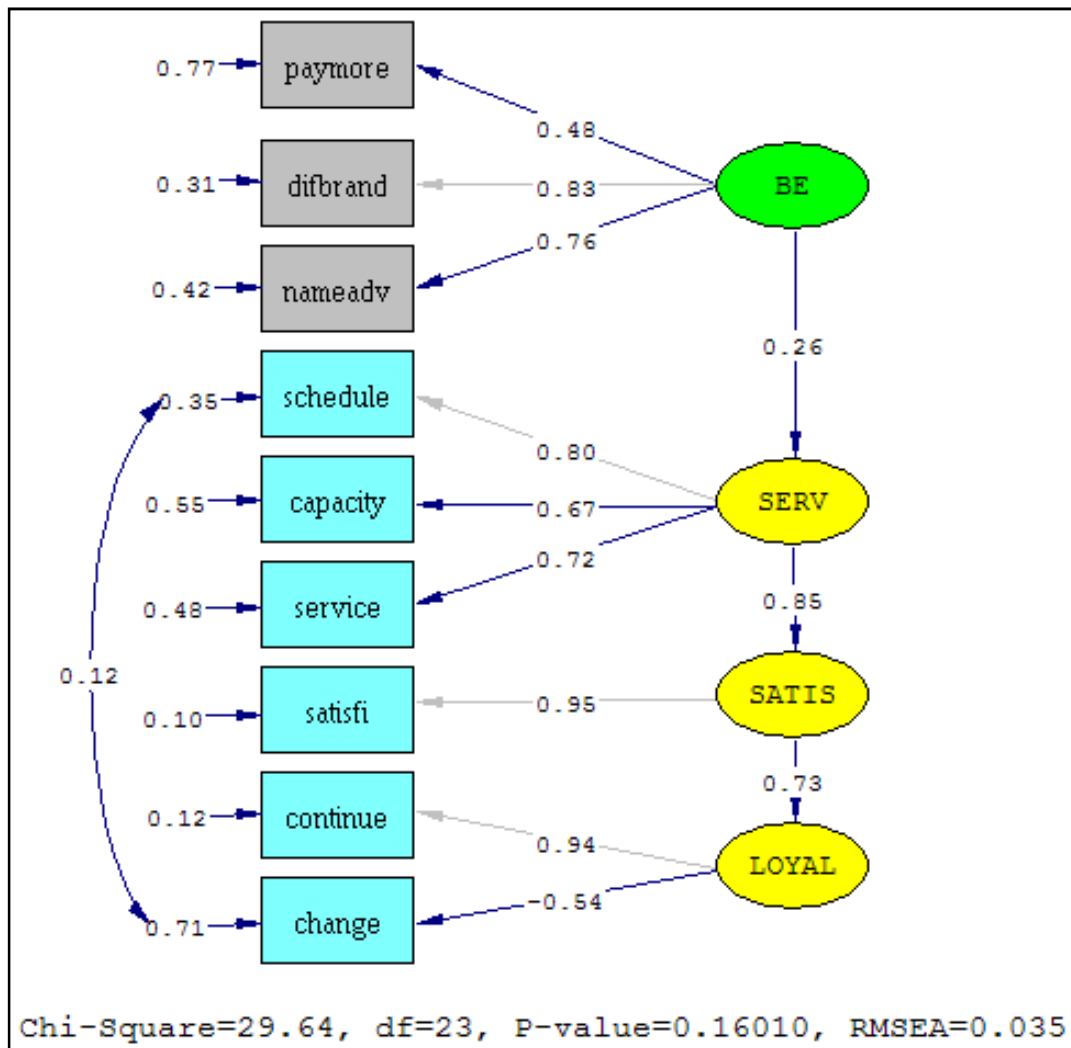 0.77 paymore
0.48
0.31 difbrand 0.83 BE
0.76
0.42 nameadv
0.26
0.35 schedule
0.80
0.55 capacity 0.67 SERV
0.72
0.48 service 0.85
0.12
0.10 satisfi 0.95 SATIS
0.73
0.12 continue
0.94 LOYAL
-0.54
0.71 change
Chi-Square=29.64, df=23, P-value=0.16010, RMSEA=0.035